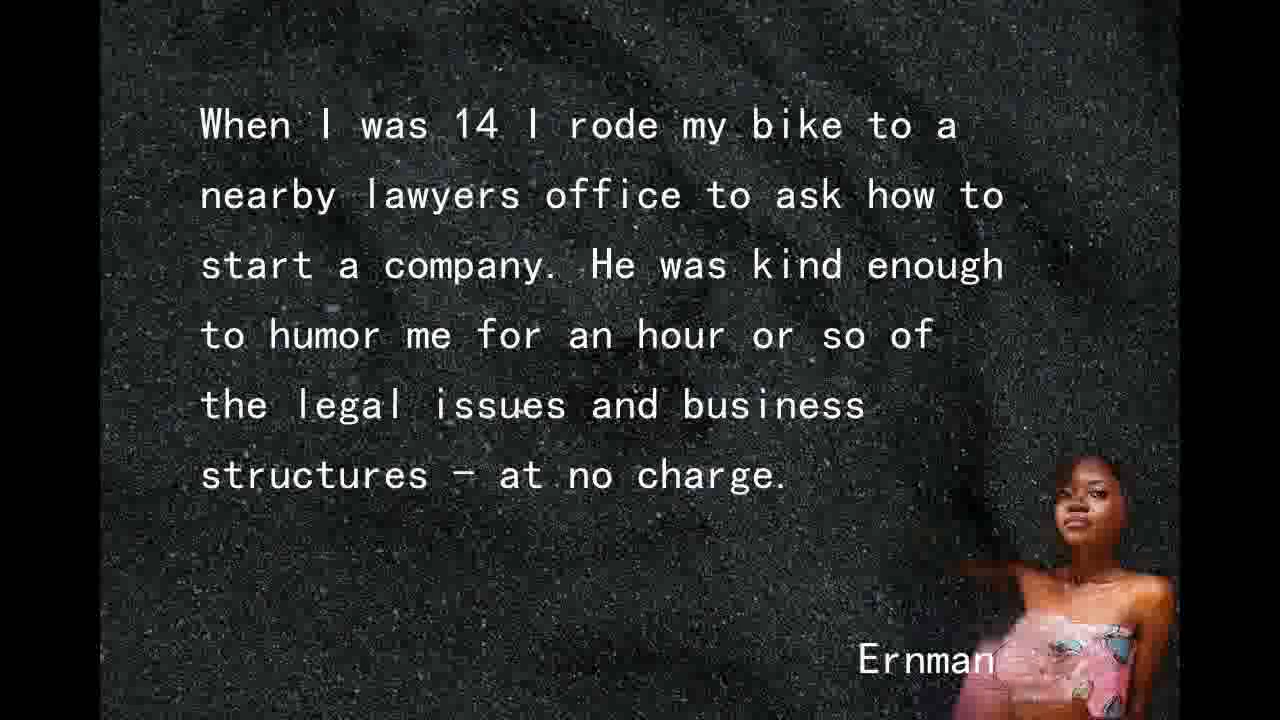 When I was 14 I rode my bike to a
nearby lawyers office to ask how to
start a company. He was kind enough
to humor me for an hour or so of
the legal issues and business
structures – at no charge.
Ernman